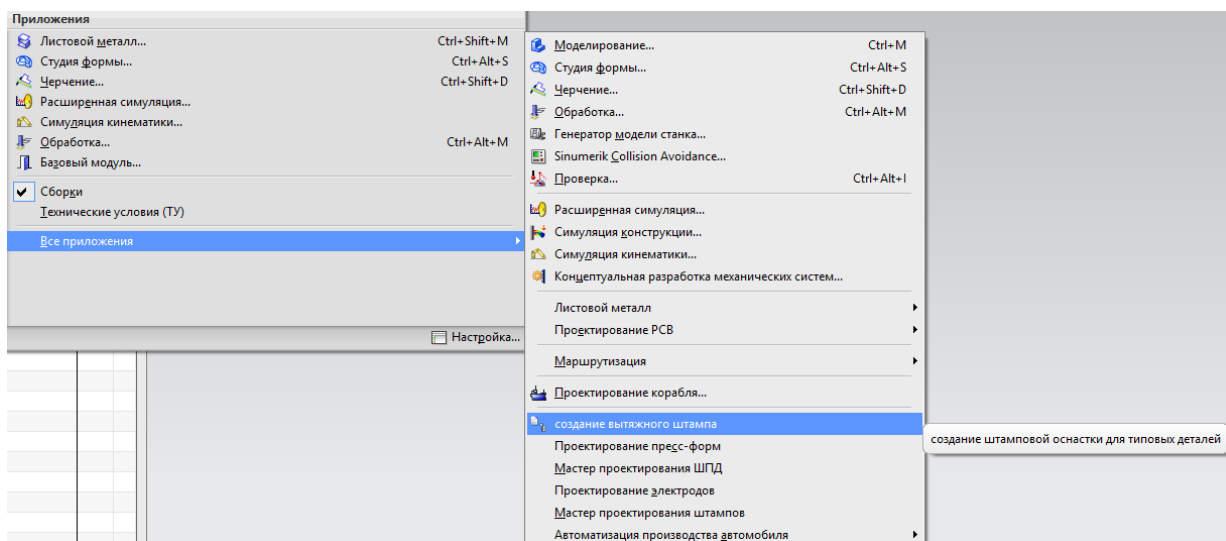 Приложения
Листовой металл... Ctrl+Shift+M
Студия формы... Ctrl+Alt+S
Черчение... Ctrl+Shift+D
Расширенная симуляция...
Симуляция кинематики...
Обработка... Ctrl+Alt+M
Базовый модуль...
Сборки
Технические условия (ТУ)
Все приложения
Настройка...
Моделирование... Ctrl+M
Студия формы... Ctrl+Alt+S
Черчение... Ctrl+Shift+D
Обработка... Ctrl+Alt+M
Генератор модели станка...
Sinumerik Collision Avoidance...
Проверка... Ctrl+Alt+I
Расширенная симуляция...
Симуляция конструкции...
Симуляция кинематики...
Концептуальная разработка механических систем...
Листовой металл
Проектирование PCB
Маршрутизация
Проектирование корабля...
создание вытяжного штампа
Проектирование пресс-форм
Мастер проектирования ШПД
Проектирование электродов
Мастер проектирования штампов
Автоматизация производства автомобиля
создание штамповой оснастки для типовых деталей